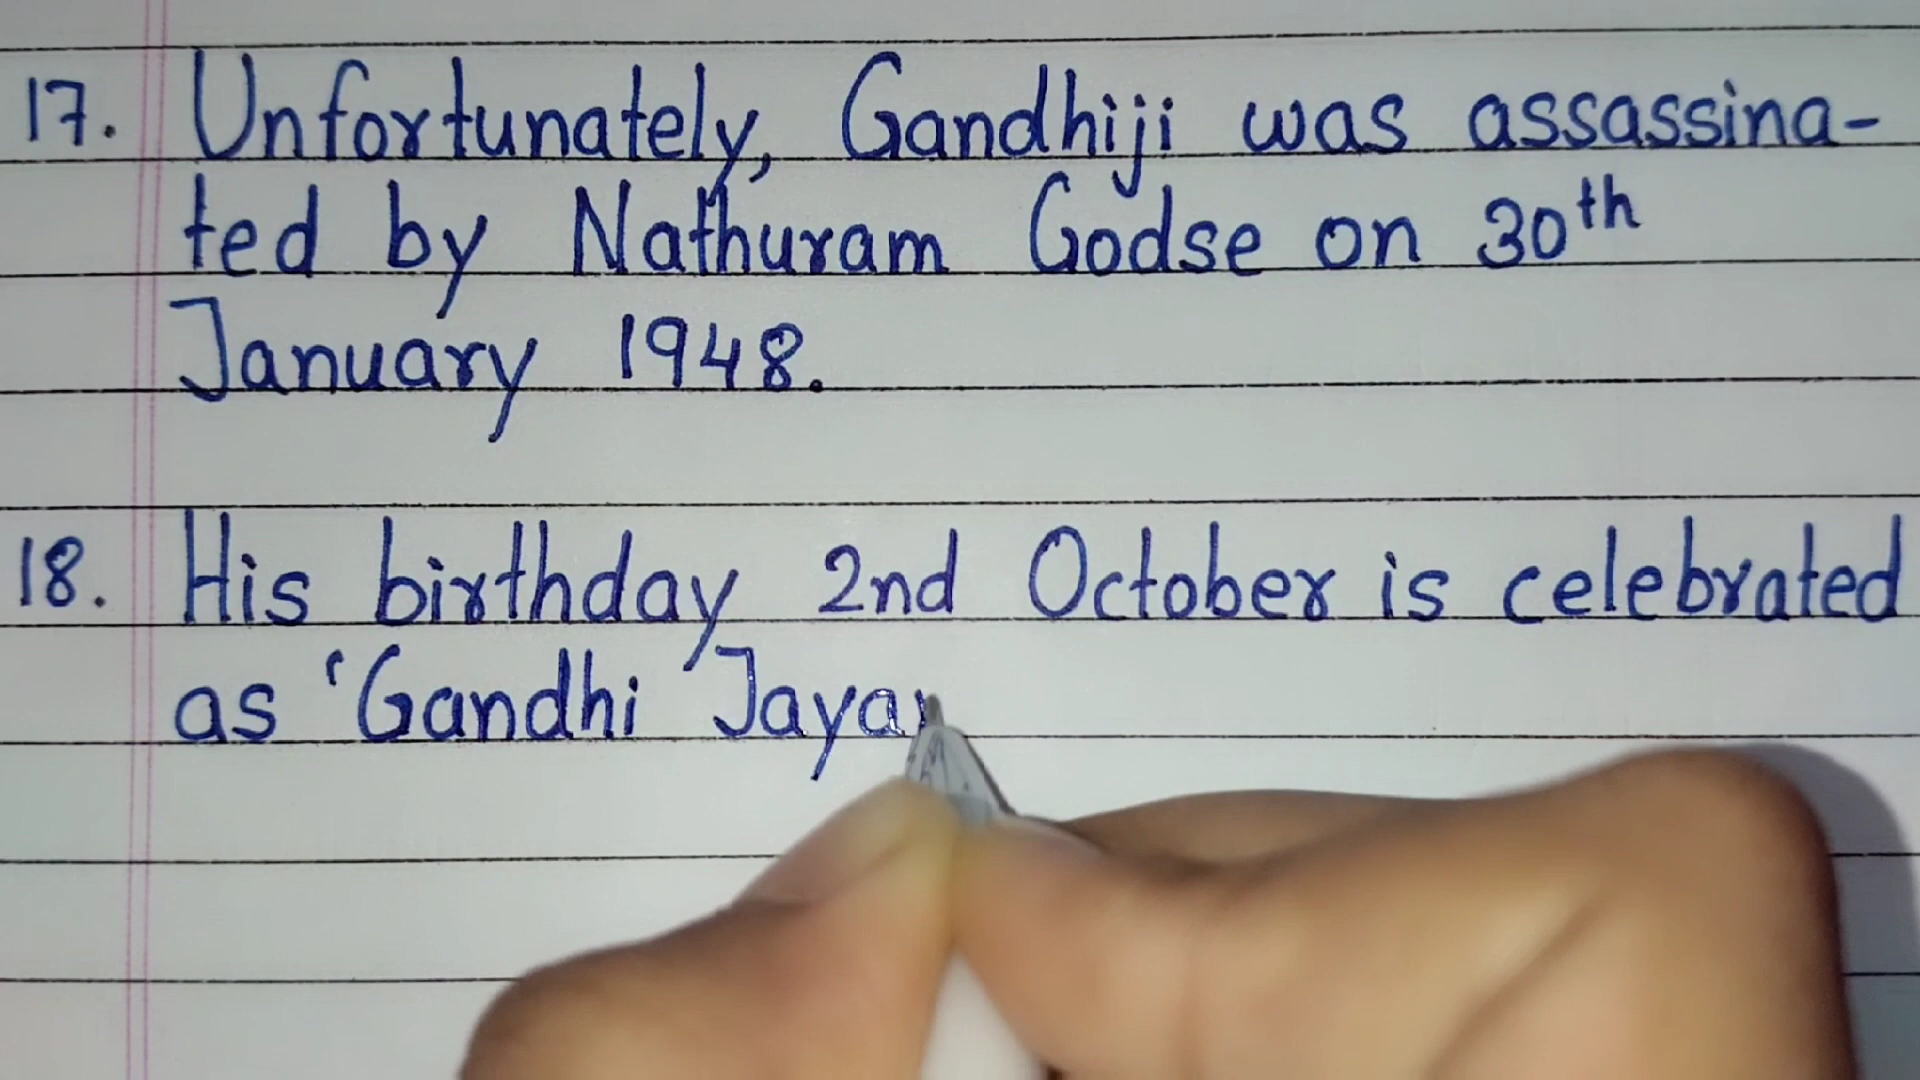 17. Unfortunately, Gandhiji was assassina-
ted by Nathuram Godse on 30th
January 1948.
18. His birthday 2nd October is celebrated
as 'Gandhi